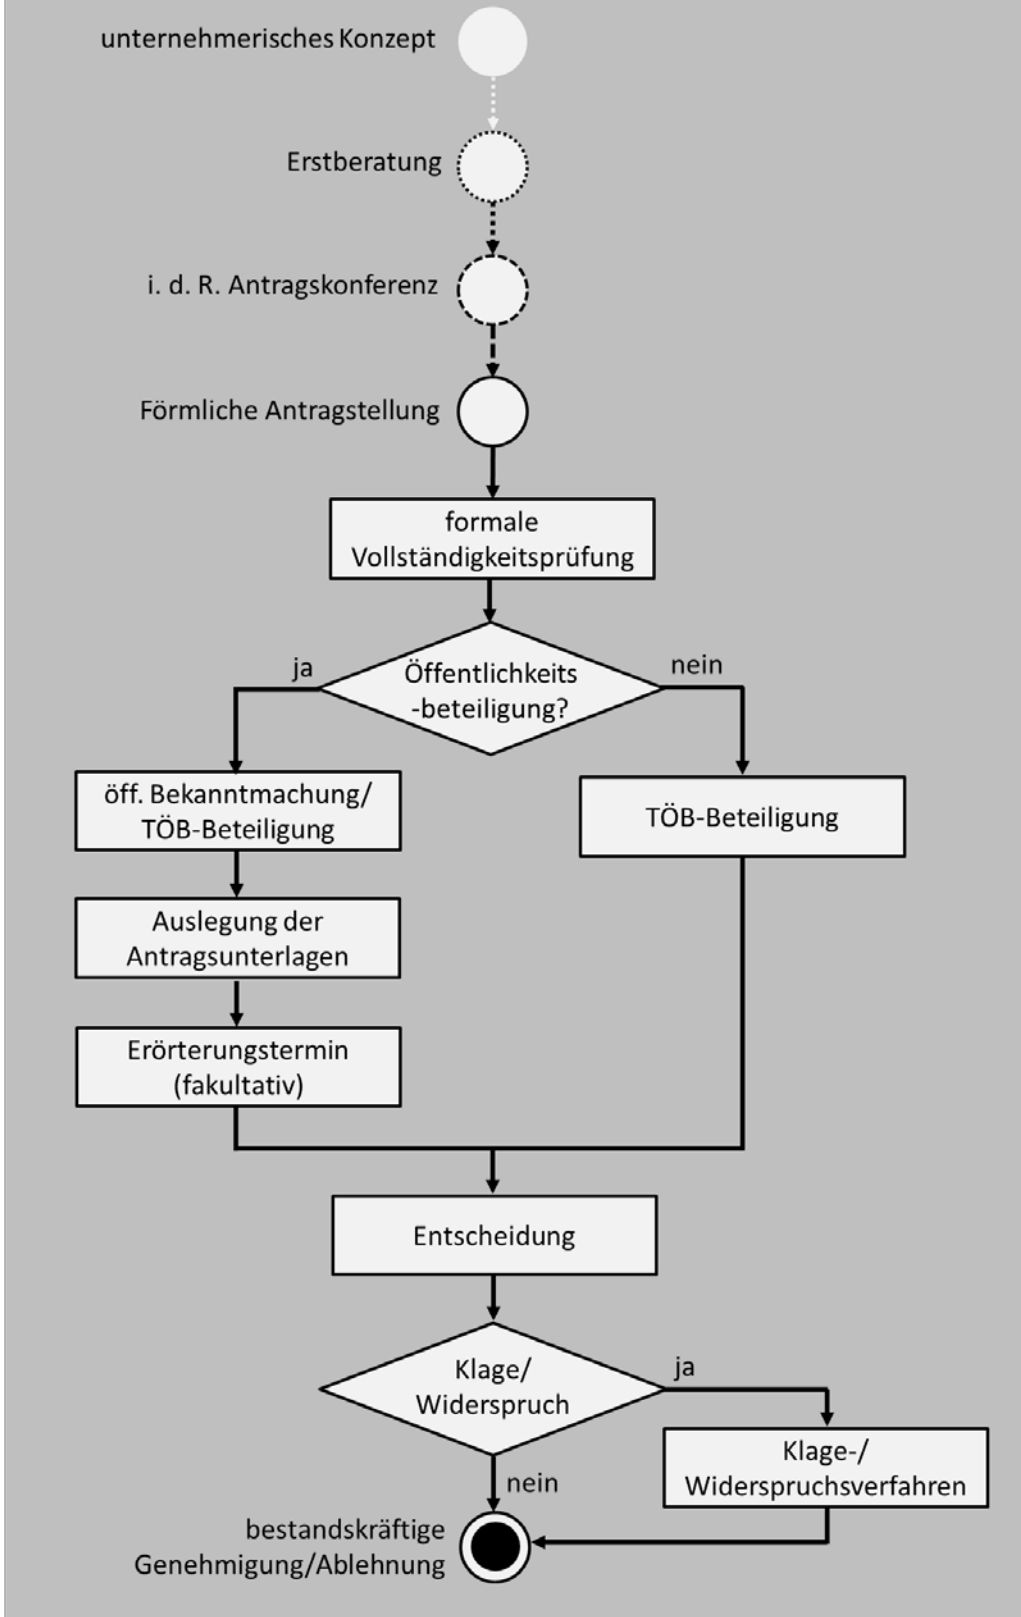 unternehmerisches Konzept
Erstberatung
i. d. R. Antragskonferenz
Förmliche Antragstellung
formale
Vollständigkeitsprüfung
Öffentlichkeits
-beteiligung?
ja
nein
öff. Bekanntmachung/
TÖB-Beteiligung
TÖB-Beteiligung
Auslegung der
Antragsunterlagen
Erörterungstermin
(fakultativ)
Entscheidung
Klage/
Widerspruch
ja
Klage-/
Widerspruchsverfahren
nein
bestandskräftige
Genehmigung/Ablehnung